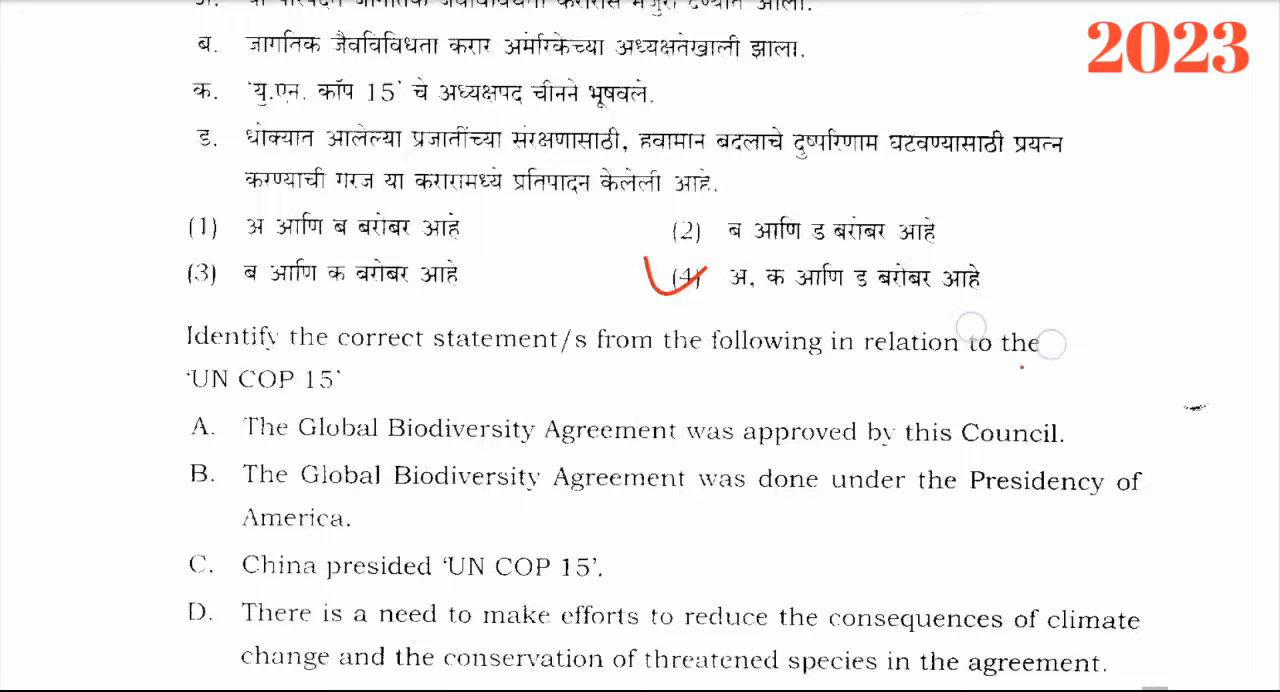 2023
ब. जागतिक जैवविविधता करार अमेरिकेच्या अध्यक्षतेखाली झाला.
क. 'यु.एन. कॉप 15' चे अध्यक्षपद चीनने भूषवले.
ड. धोक्यात आलेल्या प्रजातींच्या संरक्षणासाठी, हवामान बदलाचे दुष्परिणाम घटवण्यासाठी प्रयत्न
करण्याची गरज या करारामध्ये प्रतिपादन केलेली आहे.
(1) अ आणि ब बरोबर आहे (2) ब आणि ड बरोबर आहे
(3) ब आणि क बरोबर आहे (4) अ, क आणि ड बरोबर आहे
Identify the correct statement/s from the following in relation to the
'UN COP 15'
A. The Global Biodiversity Agreement was approved by this Council.
B. The Global Biodiversity Agreement was done under the Presidency of
America.
C. China presided 'UN COP 15'.
D. There is a need to make efforts to reduce the consequences of climate
change and the conservation of threatened species in the agreement.